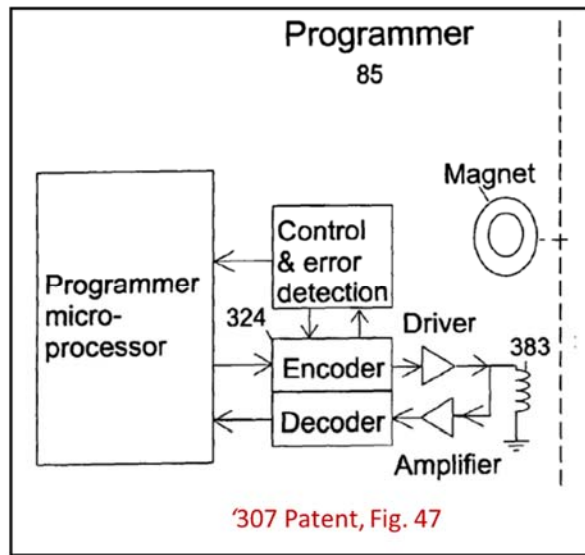 Programmer
85
Magnet
Control
& error
detection
Programmer
micro-
processor
324
Driver
383
Encoder
Decoder
Amplifier
‘307 Patent, Fig. 47